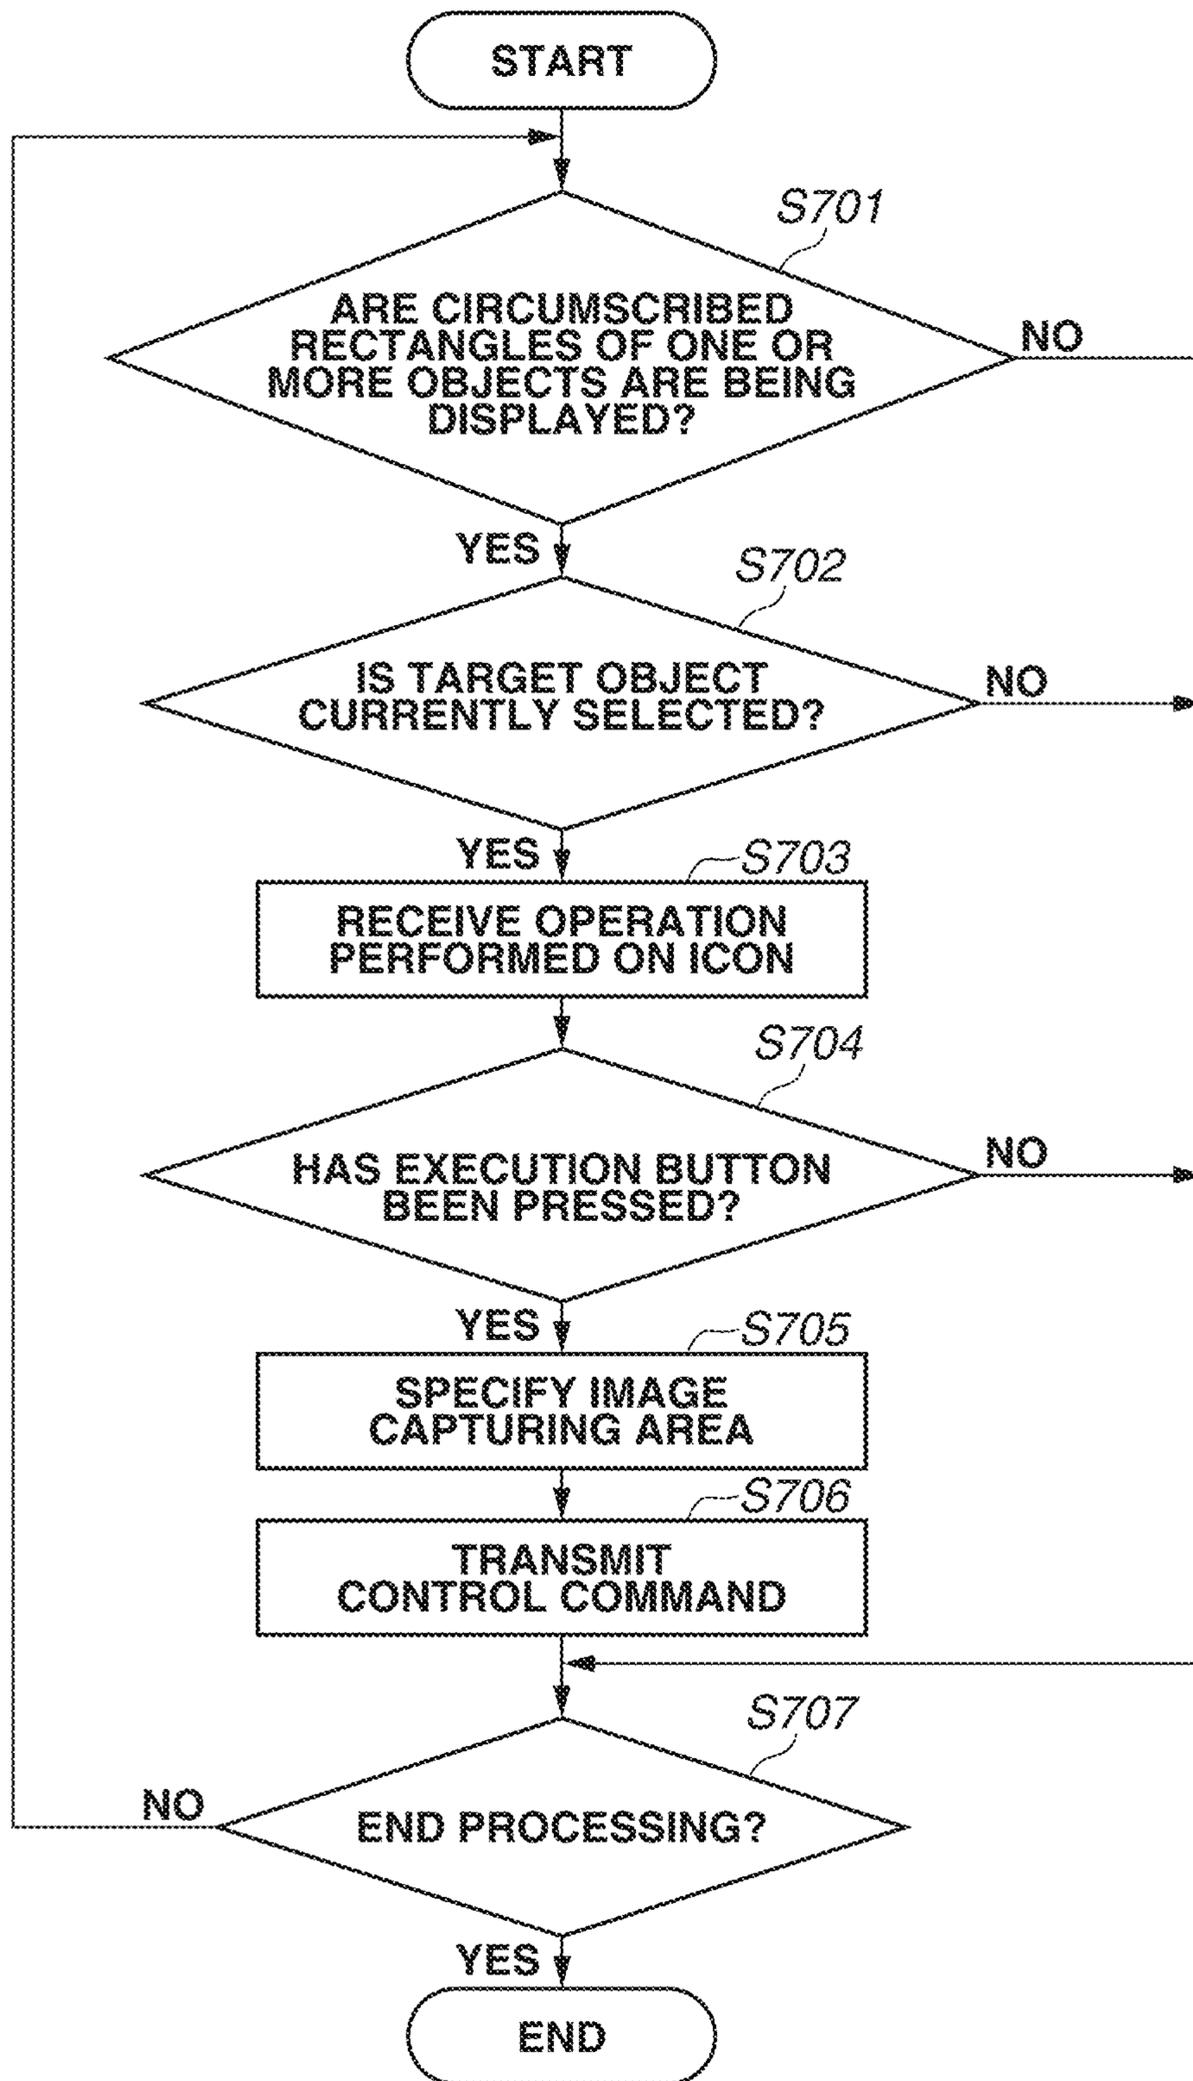 START
S701
ARE CIRCUMSCRIBED
RECTANGLES OF ONE OR
MORE OBJECTS ARE BEING
DISPLAYED?
NO
YES
S702
IS TARGET OBJECT
CURRENTLY SELECTED?
NO
YES
S703
RECEIVE OPERATION
PERFORMED ON ICON
S704
HAS EXECUTION BUTTON
BEEN PRESSED?
NO
YES
S705
SPECIFY IMAGE
CAPTURING AREA
S706
TRANSMIT
CONTROL COMMAND
S707
NO
END PROCESSING?
YES
END